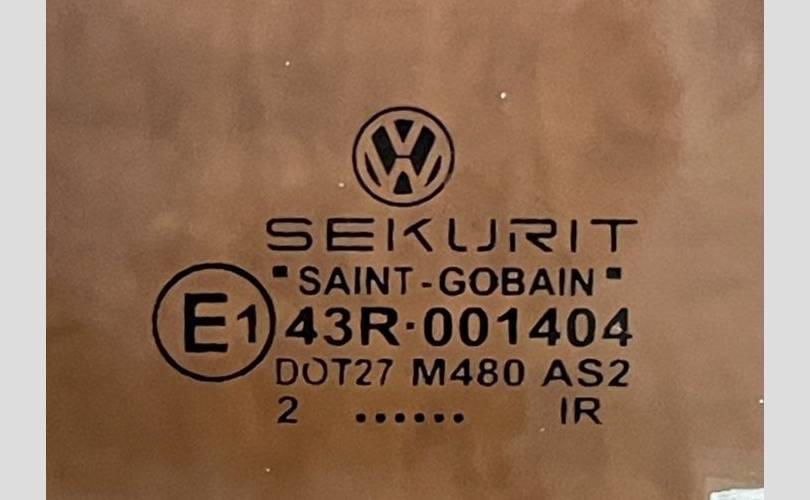 VW
SEKURIT
"SAINT-GOBAIN"
E1 43R·001404
DOT27 M480 AS2
2 ...... IR